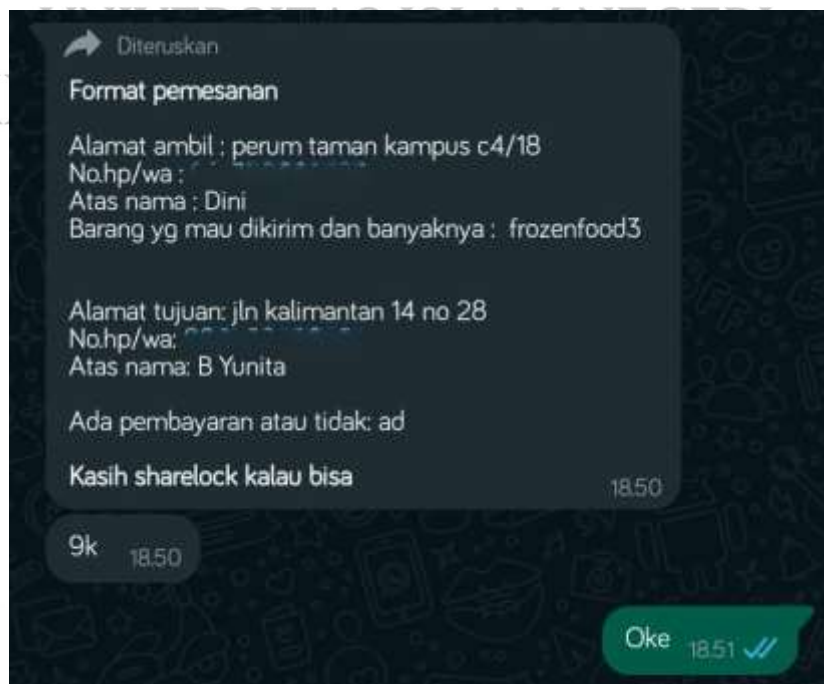 Diteruskan
Format pemesanan
Alamat ambil : perum taman kampus c4/18
No.hp/wa :
Atas nama : Dini
Barang yg mau dikirim dan banyaknya : frozenfood3
Alamat tujuan: jln kalimantan 14 no 28
No.hp/wa:
Atas nama: B Yunita
Ada pembayaran atau tidak: ad
Kasih sharelock kalau bisa
18.50
9k 18.50
Oke 18.51